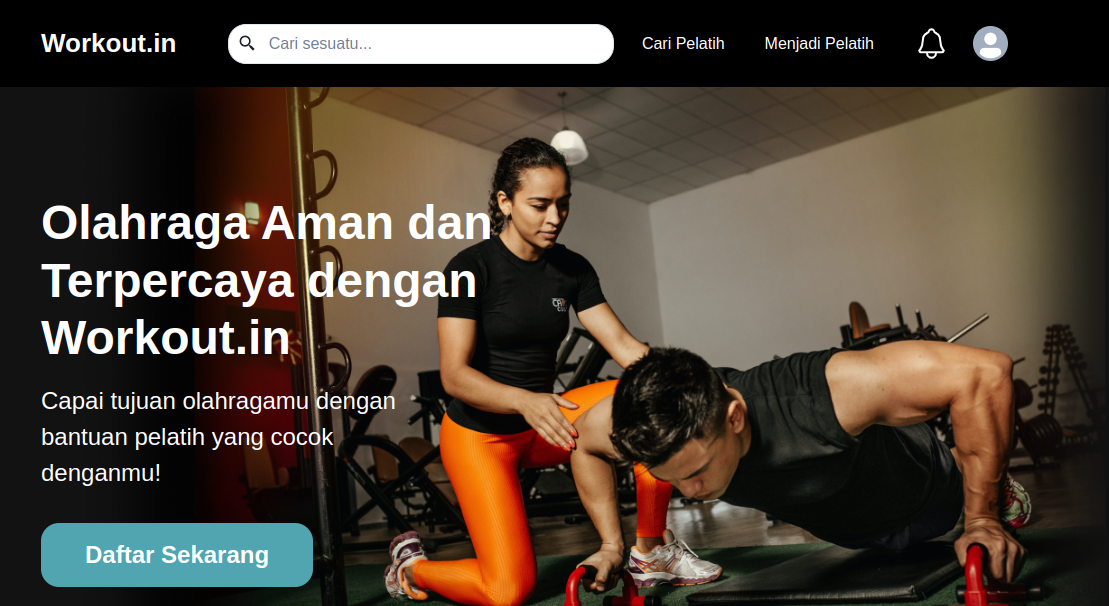 Workout.in
Cari sesuatu...
Cari Pelatih
Menjadi Pelatih
Olahraga Aman dan
Terpercaya dengan
Workout.in
Capai tujuan olahragamu dengan
bantuan pelatih yang cocok
denganmu!
Daftar Sekarang